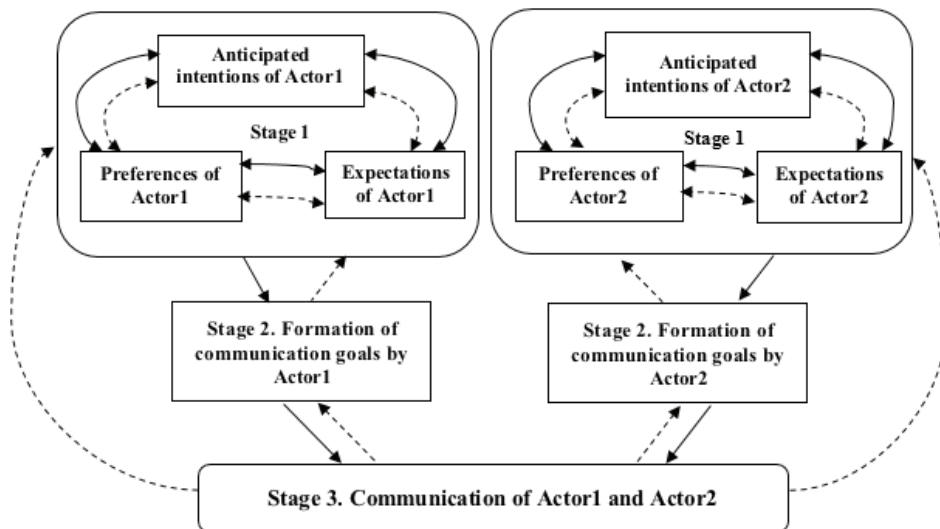 Anticipated
intentions of Actor1
Stage 1
Preferences of
Actor1
Expectations
of Actor1
Anticipated
intentions of Actor2
Stage 1
Preferences of
Actor2
Expectations
of Actor2
Stage 2. Formation of
communication goals by
Actor1
Stage 2. Formation of
communication goals by
Actor2
Stage 3. Communication of Actor1 and Actor2